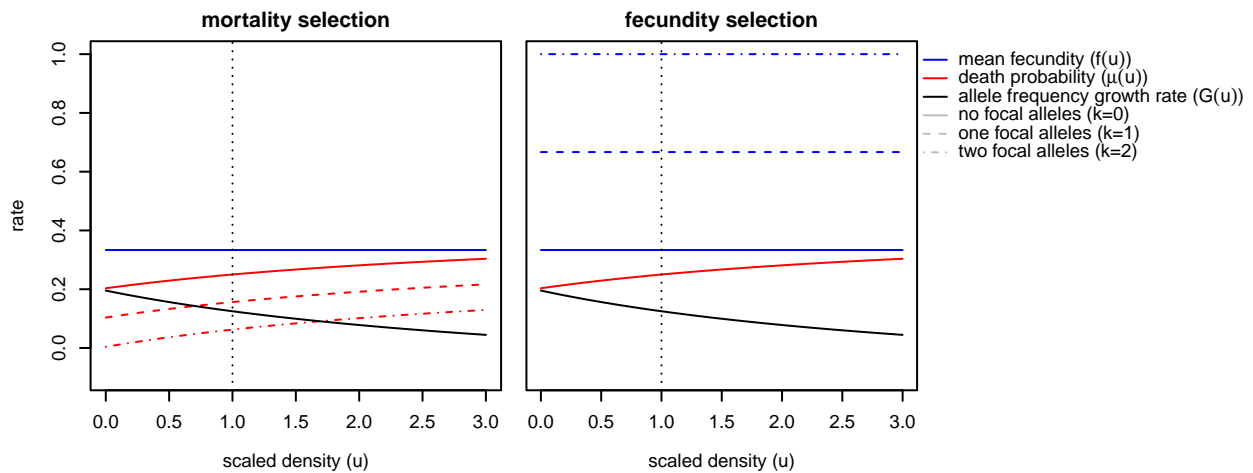 mortality selection
fecundity selection
rate
0.0
0.2
0.4
0.6
0.8
1.0
0.0 0.5 1.0 1.5 2.0 2.5 3.0
scaled density (u)
0.0 0.5 1.0 1.5 2.0 2.5 3.0
scaled density (u)
mean fecundity (f(u))
death probability (μ(u))
allele frequency growth rate (G(u))
no focal alleles (k=0)
one focal alleles (k=1)
two focal alleles (k=2)